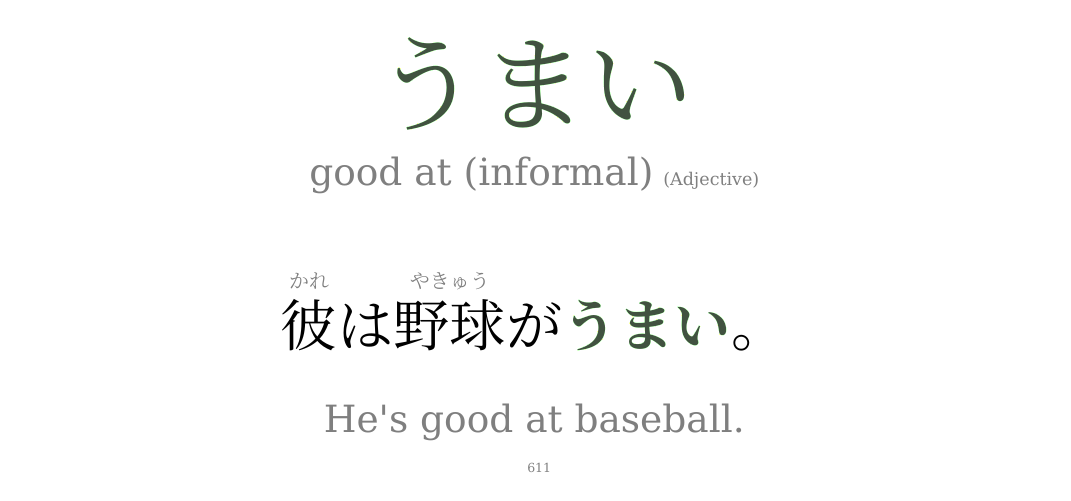 うまい
good at (informal) (Adjective)
かれ やきゅう
彼は野球がうまい。
He's good at baseball.
611